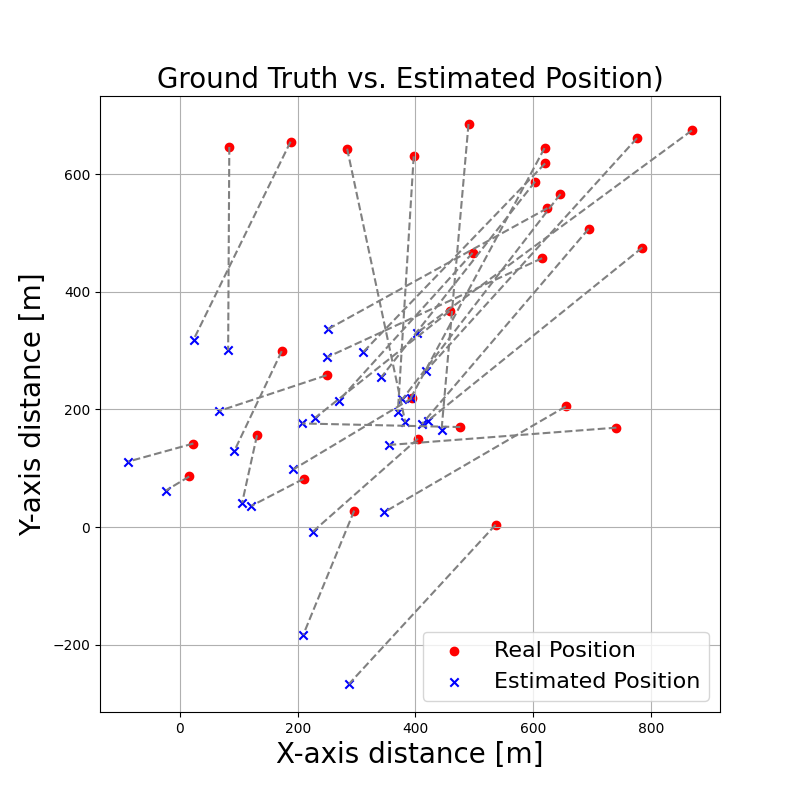 Ground Truth vs. Estimated Position)
Y-axis distance [m]
600
400
200
0
−200
0 200 400 600 800
X-axis distance [m]
Real Position
Estimated Position